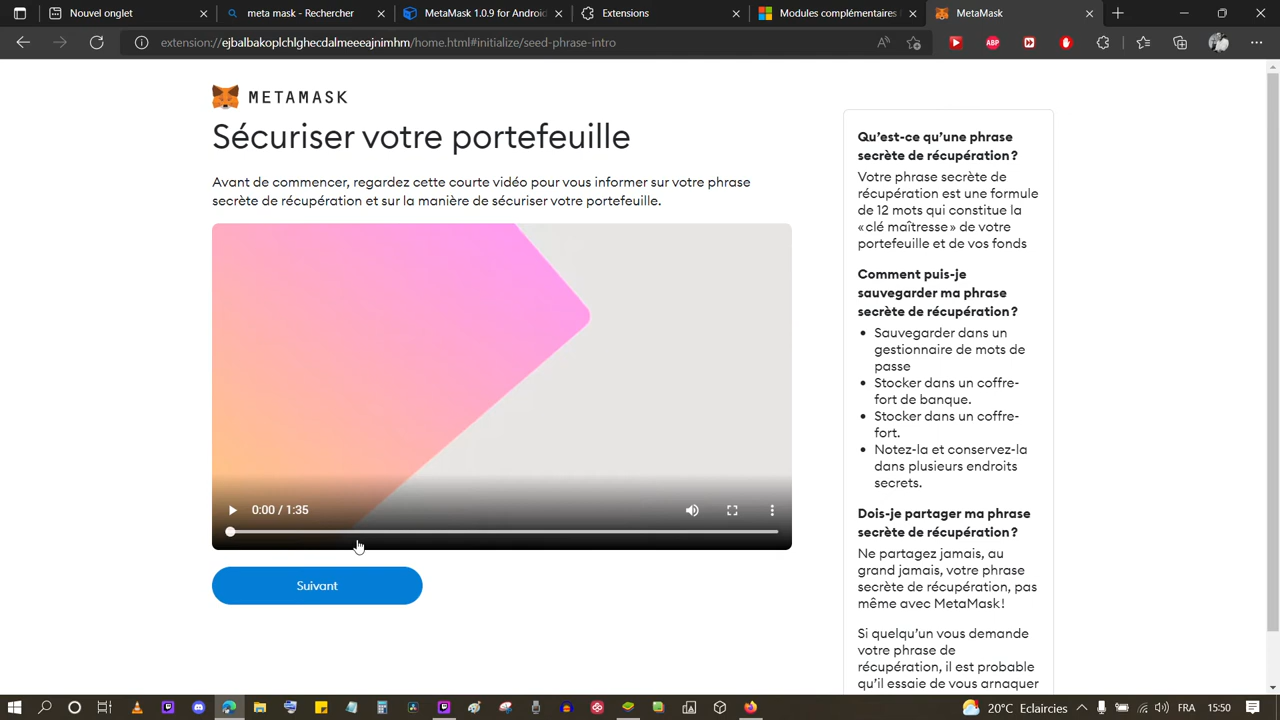 Nouvel onglet
meta mask - Rechercher
MetaMask 1.0.9 for Android
Extensions
Modules complémentaires
MetaMask
extension://ejbalbakoplchlghecdalmeeeajnimhm/home.html#initialize/seed-phrase-intro
ABP
METAMASK
Sécuriser votre portefeuille
Avant de commencer, regardez cette courte vidéo pour vous informer sur votre phrase
secrète de récupération et sur la manière de sécuriser votre portefeuille.
0:00 / 1:35
Suivant
Qu’est-ce qu’une phrase
secrète de récupération ?
Votre phrase secrète de
récupération est une formule
de 12 mots qui constitue la
« clé maîtresse » de votre
portefeuille et de vos fonds
Comment puis-je
sauvegarder ma phrase
secrète de récupération ?
• Sauvegarder dans un
gestionnaire de mots de
passe
• Stocker dans un coffre-
fort de banque.
• Stocker dans un coffre-
fort.
• Notez-la et conservez-la
dans plusieurs endroits
secrets.
Dois-je partager ma phrase
secrète de récupération ?
Ne partagez jamais, au
grand jamais, votre phrase
secrète de récupération, pas
même avec MetaMask !
Si quelqu’un vous demande
votre phrase de
récupération, il est probable
qu’il essaie de vous arnaquer
20°C Eclaircies
FRA
15:50